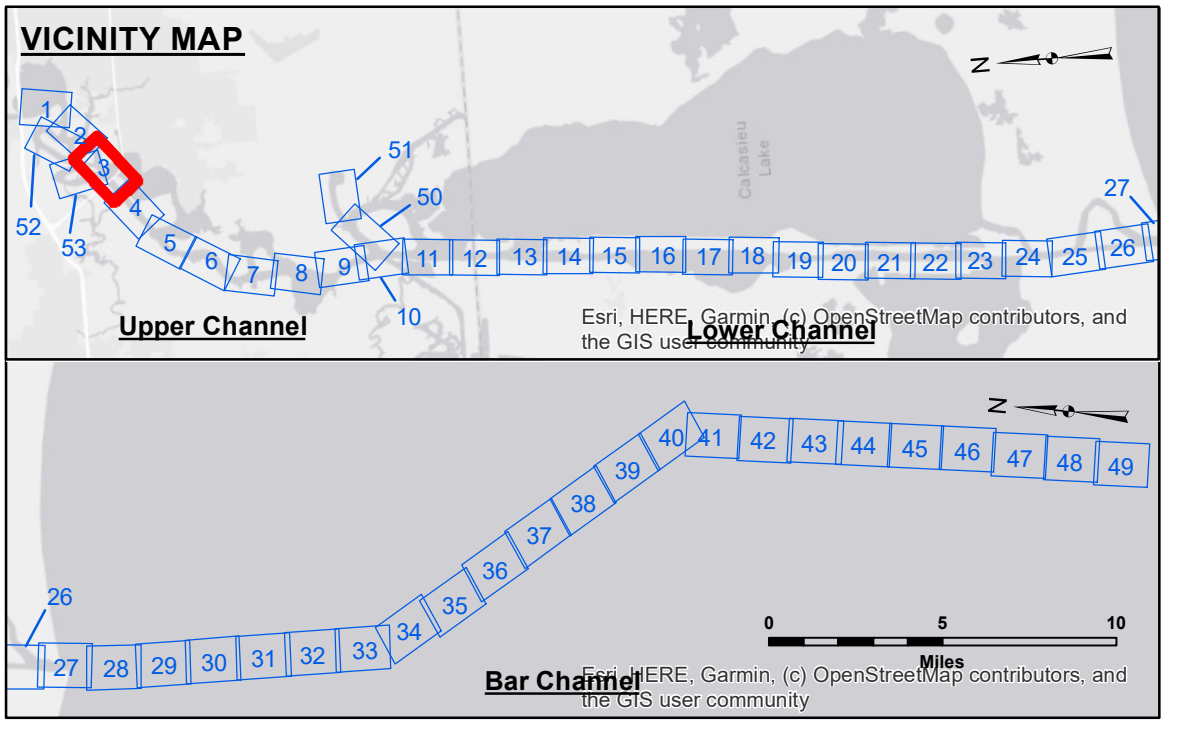 VICINITY MAP
N
1
2
3
4
5
6
7
8
9
10
11 12 13 14 15 16 17 18 19 20 21 22 23 24 25 26
27
50
51
52
53
Calcasieu
Lake
Upper Channel
Lower Channel
Esri, HERE, Garmin, (c) OpenStreetMap contributors, and
the GIS user community
N
26
27 28 29 30 31 32 33
34
35
36
37
38
39
40
41 42 43 44 45 46 47 48 49
0 5 10
Miles
Bar Channel
Esri, HERE, Garmin, (c) OpenStreetMap contributors, and
the GIS user community